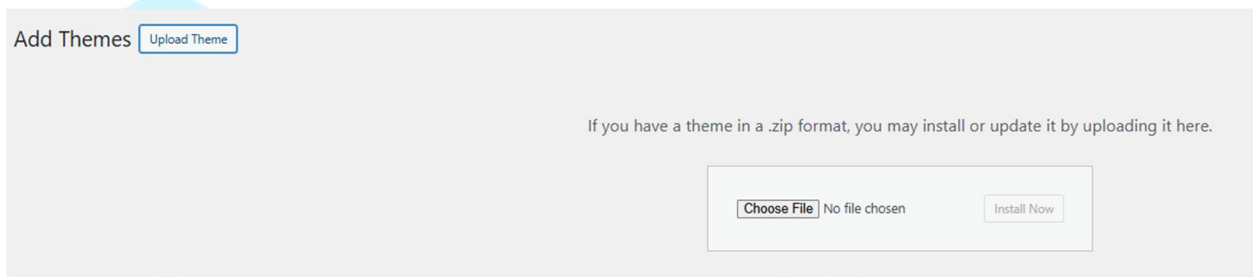 Add Themes Upload Theme
If you have a theme in a .zip format, you may install or update it by uploading it here.
Choose File No file chosen Install Now